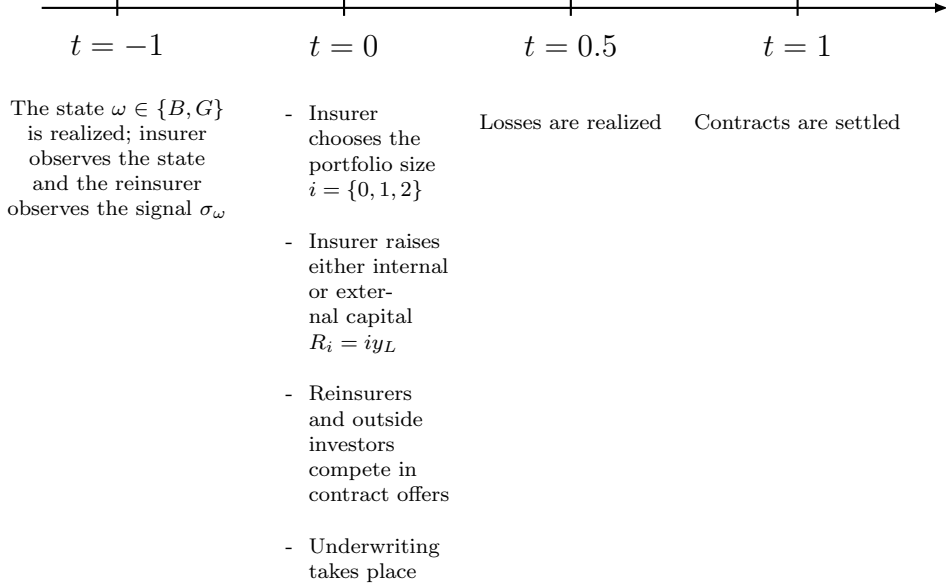 t = −1
The state ω ∈ {B, G}
is realized; insurer
observes the state
and the reinsurer
observes the signal σ_ω
t = 0
- Insurer
chooses the
portfolio size
i = {0, 1, 2}
- Insurer raises
either internal
or exter-
nal capital
R_i = iy_L
- Reinsurers
and outside
investors
compete in
contract offers
- Underwriting
takes place
t = 0.5
Losses are realized
t = 1
Contracts are settled